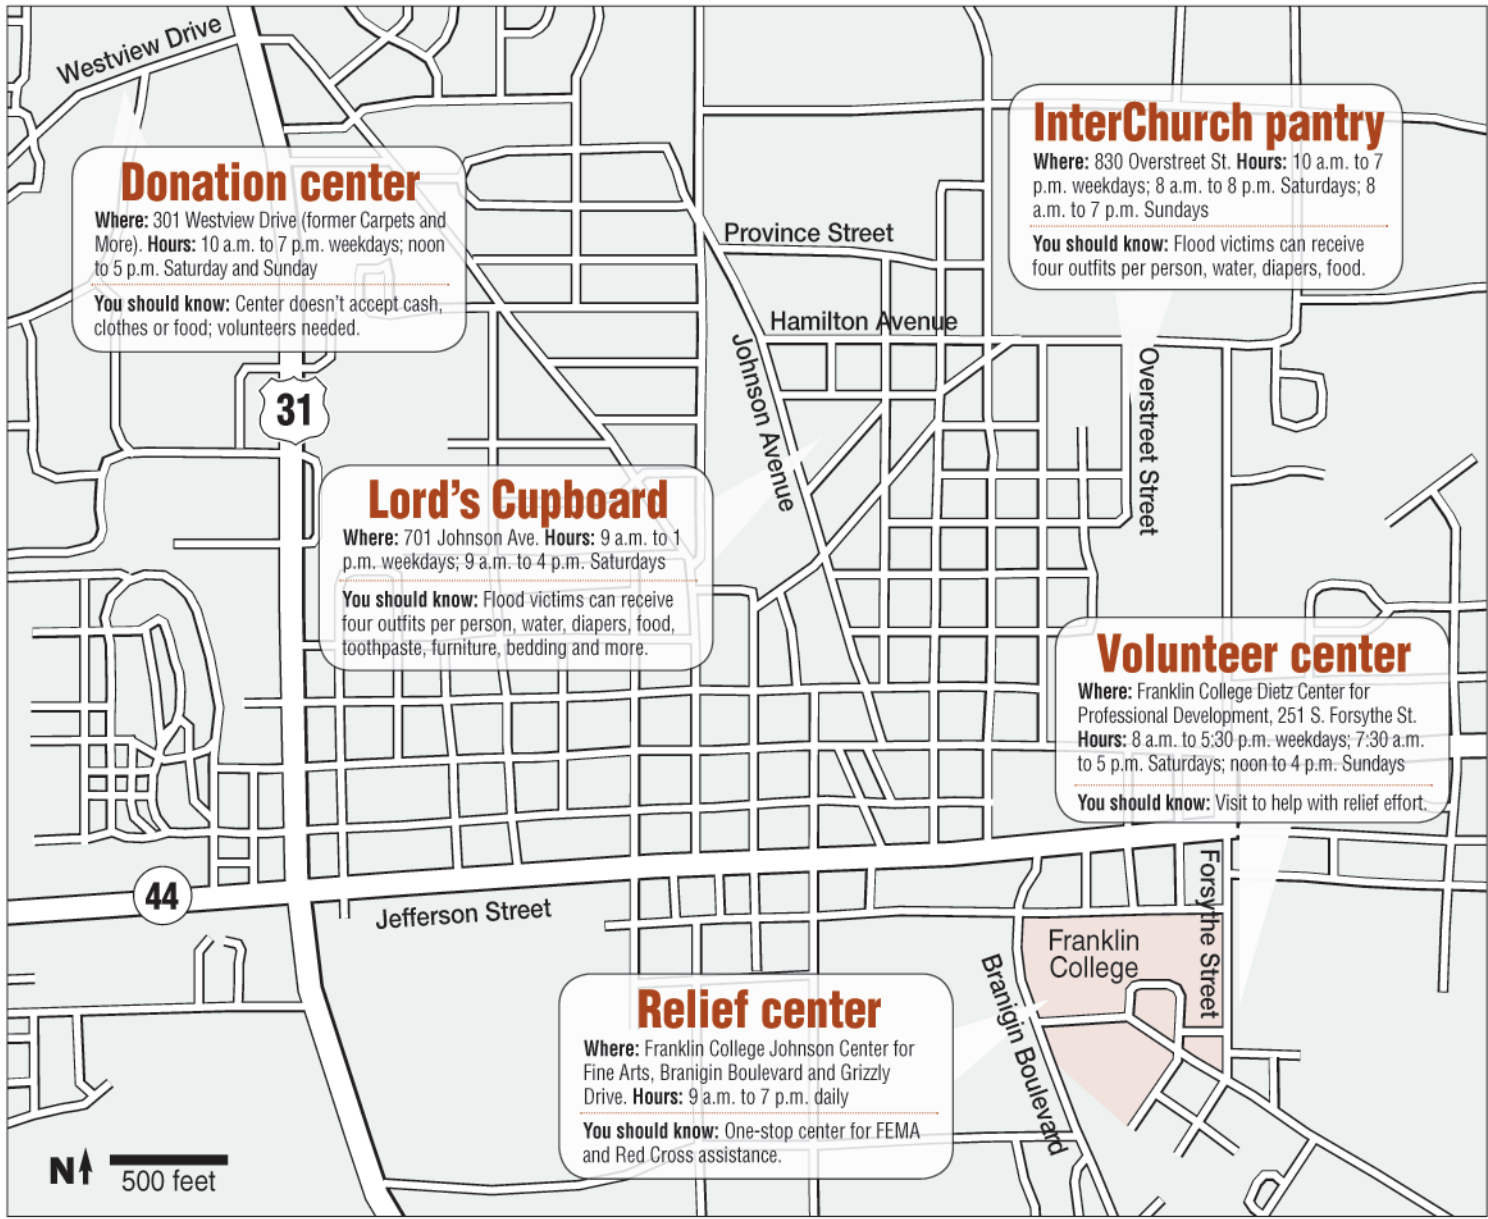 Westview Drive
Donation center
Where: 301 Westview Drive (former Carpets and
More). Hours: 10 a.m. to 7 p.m. weekdays; noon
to 5 p.m. Saturday and Sunday
You should know: Center doesn't accept cash,
clothes or food; volunteers needed.
InterChurch pantry
Where: 830 Overstreet St. Hours: 10 a.m. to 7
p.m. weekdays; 8 a.m. to 8 p.m. Saturdays; 8
a.m. to 7 p.m. Sundays
You should know: Flood victims can receive
four outfits per person, water, diapers, food.
Province Street
Hamilton Avenue
Johnson Avenue
Overstreet Street
31
Lord's Cupboard
Where: 701 Johnson Ave. Hours: 9 a.m. to 1
p.m. weekdays; 9 a.m. to 4 p.m. Saturdays
You should know: Flood victims can receive
four outfits per person, water, diapers, food,
toothpaste, furniture, bedding and more.
Volunteer center
Where: Franklin College Dietz Center for
Professional Development, 251 S. Forsythe St.
Hours: 8 a.m. to 5:30 p.m. weekdays; 7:30 a.m.
to 5 p.m. Saturdays; noon to 4 p.m. Sundays
You should know: Visit to help with relief effort.
44
Jefferson Street
Forsythe Street
Franklin
College
Branigin Boulevard
Relief center
Where: Franklin College Johnson Center for
Fine Arts, Branigin Boulevard and Grizzly
Drive. Hours: 9 a.m. to 7 p.m. daily
You should know: One-stop center for FEMA
and Red Cross assistance.
N
500 feet